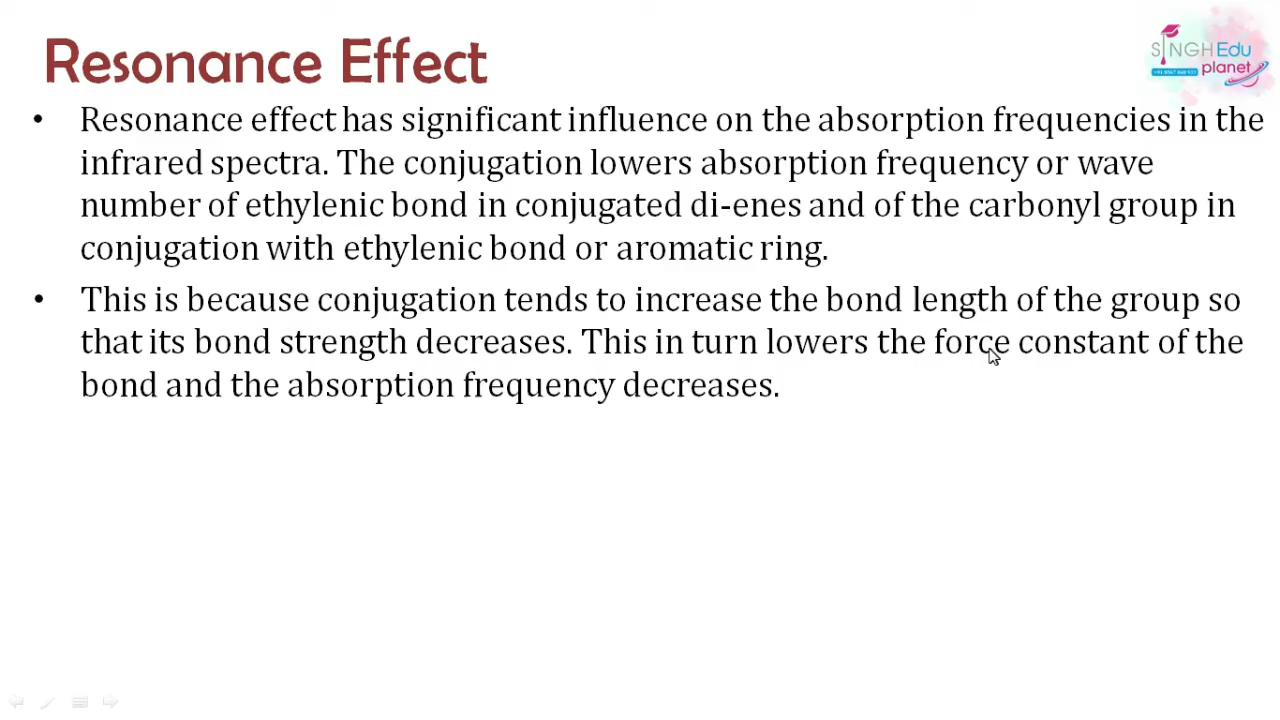 Resonance Effect
SINGH Edu
planet
• Resonance effect has significant influence on the absorption frequencies in the
infrared spectra. The conjugation lowers absorption frequency or wave
number of ethylenic bond in conjugated di-enes and of the carbonyl group in
conjugation with ethylenic bond or aromatic ring.
• This is because conjugation tends to increase the bond length of the group so
that its bond strength decreases. This in turn lowers the force constant of the
bond and the absorption frequency decreases.